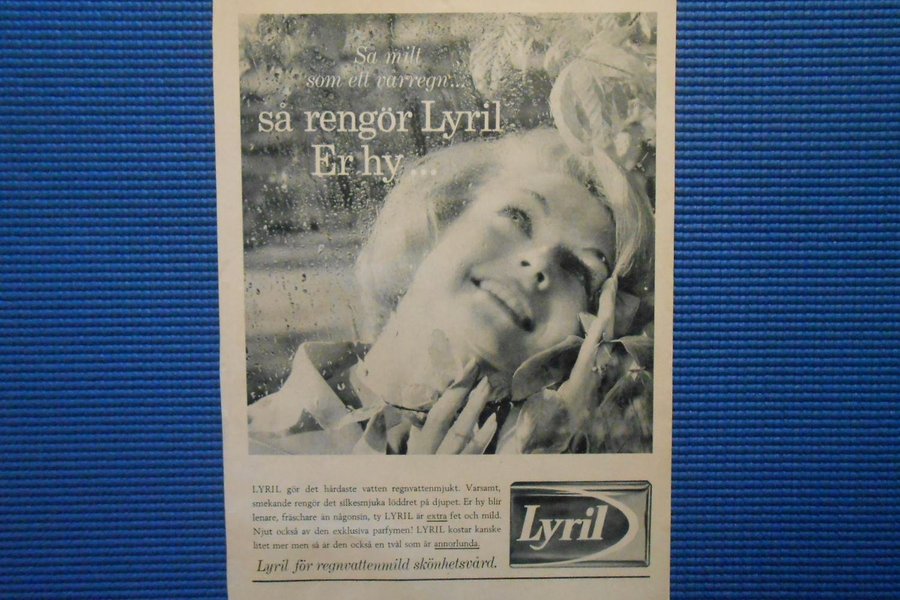 Så milt
som ett vårregn...
så rengör Lyril
Er hy...
LYRIL gör det hårdaste vatten regnvattenmjukt. Varsamt,
smekande rengör det silkesmjuka löddret på djupet. Er hy blir
lenare, fräschare än någonsin, ty LYRIL är extra fet och mild.
Njut också av den exklusiva parfymen! LYRIL kostar kanske
litet mer men så är den också en tvål som är annorlunda.
Lyril för regnvattenmild skönhetsvård.
Lyril